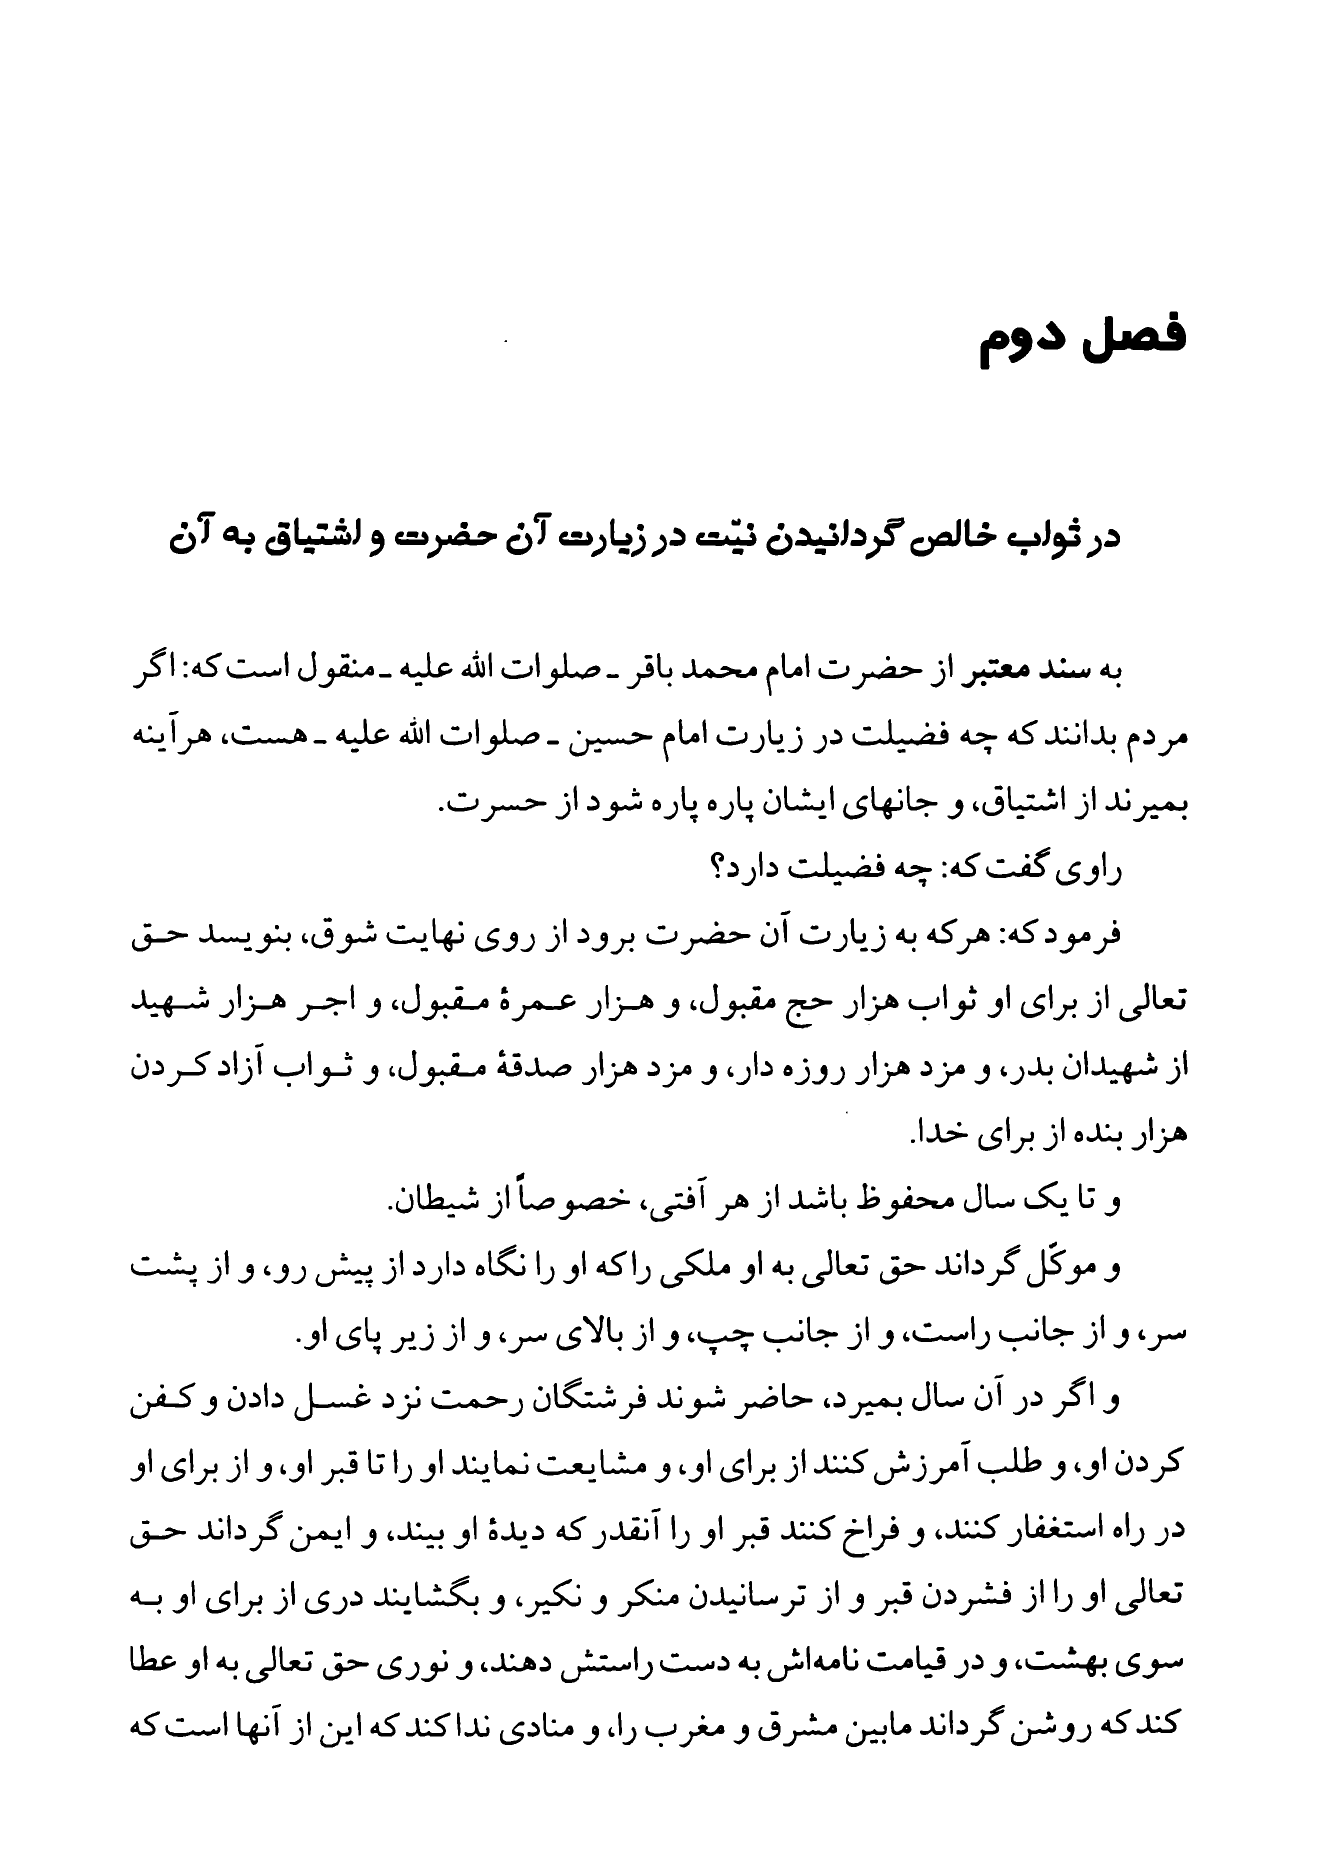 فصل دوم
در ثواب خالص گردانیدن نیّت در زیارت آن حضرت و اشتیاق به آن
به سند معتبر از حضرت امام محمد باقر ـ صلوات الله علیه ـ منقول است که: اگر
مردم بدانند که چه فضیلت در زیارت امام حسین ـ صلوات الله علیه ـ هست، هرآینه
بمیرند از اشتیاق، و جانهای ایشان پاره پاره شود از حسرت.
راوی گفت که: چه فضیلت دارد؟
فرمود که: هرکه به زیارت آن حضرت برود از روی نهایت شوق، بنویسد حق
تعالی از برای او ثواب هزار حج مقبول، و هزار عمرهٔ مقبول، و اجر هزار شهید
از شهیدان بدر، و مزد هزار روزه دار، و مزد هزار صدقهٔ مقبول، و ثواب آزاد کردن
هزار بنده از برای خدا.
و تا یک سال محفوظ باشد از هر آفتی، خصوصاً از شیطان.
و موکّل گرداند حق تعالی به او ملکی را که او را نگاه دارد از پیش رو، و از پشت
سر، و از جانب راست، و از جانب چپ، و از بالای سر، و از زیر پای او.
و اگر در آن سال بمیرد، حاضر شوند فرشتگان رحمت نزد غسل دادن و کفن
کردن او، و طلب آمرزش کنند از برای او، و مشایعت نمایند او را تا قبر او، و از برای او
در راه استغفار کنند، و فراخ کنند قبر او را آنقدر که دیدهٔ او بیند، و ایمن گرداند حق
تعالی او را از فشردن قبر و از ترسانیدن منکر و نکیر، و بگشایند دری از برای او به
سوی بهشت، و در قیامت نامه‌اش به دست راستش دهند، و نوری حق تعالی به او عطا
کند که روشن گرداند مابین مشرق و مغرب را، و منادی ندا کند که این از آنها است که